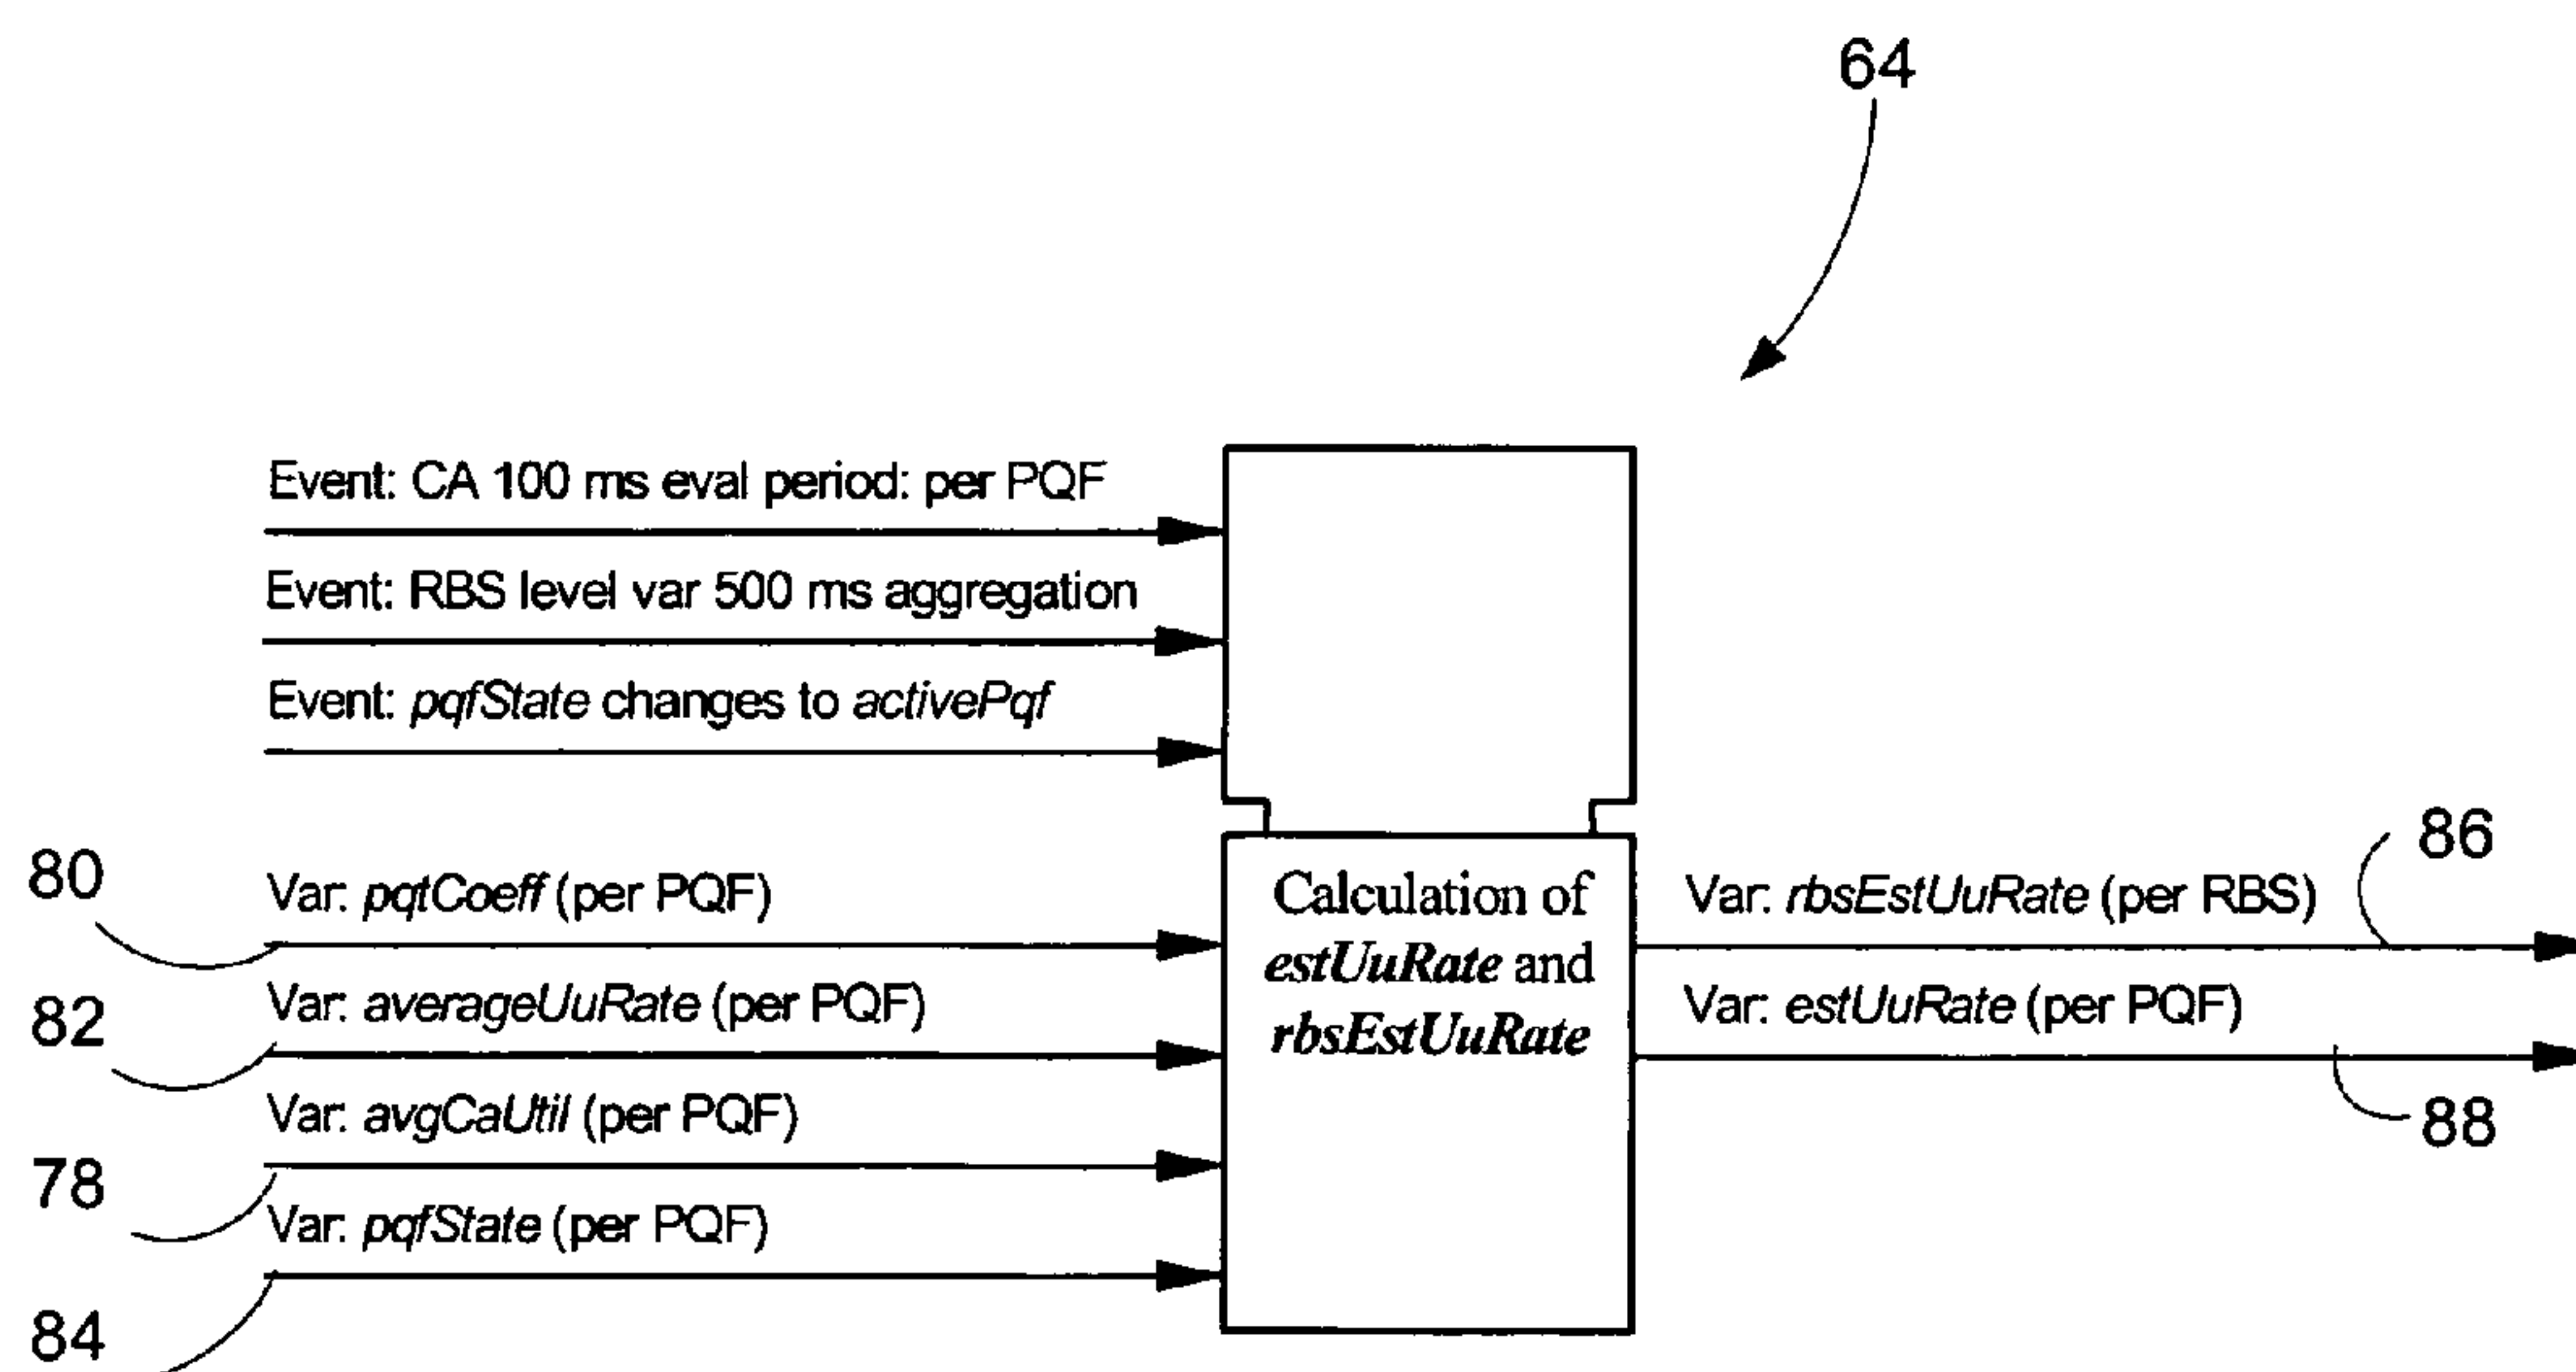 64
Event: CA 100 ms eval period: per PQF
Event: RBS level var 500 ms aggregation
Event: pqfState changes to activePqf
80
Var: pqtCoeff (per PQF)
82
Var: averageUuRate (per PQF)
78
Var: avgCaUtil (per PQF)
84
Var: pqfState (per PQF)
Calculation of
estUuRate and
rbsEstUuRate
86
Var: rbsEstUuRate (per RBS)
Var: estUuRate (per PQF)
88